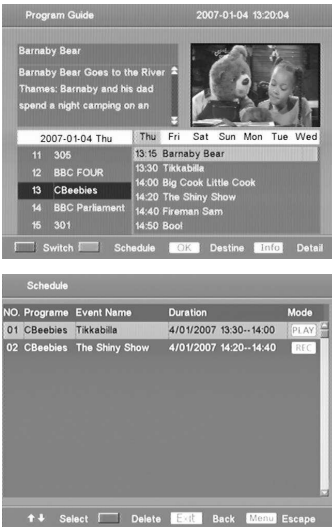 Program Guide 2007-01-04 13:20:04
Barnaby Bear
Barnaby Bear Goes to the River
Thames: Barnaby and his dad
spend a night camping on an
2007-01-04 Thu Thu Fri Sat Sun Mon Tue Wed
11 305 13:15 Barnaby Bear
12 BBC FOUR 13:30 Tikkabilla
13 CBeebies 14:00 Big Cook Little Cook
14 BBC Parliament 14:20 The Shiny Show
15 301 14:40 Fireman Sam
14:50 Bool
Switch Schedule OK Destine Info Detail
Schedule
NO. Programe Event Name Duration Mode
01 CBeebies Tikkabilla 4/01/2007 13:30--14:00 PLAY
02 CBeebies The Shiny Show 4/01/2007 14:20--14:40 REC
Select Delete Exit Back Menu Escape